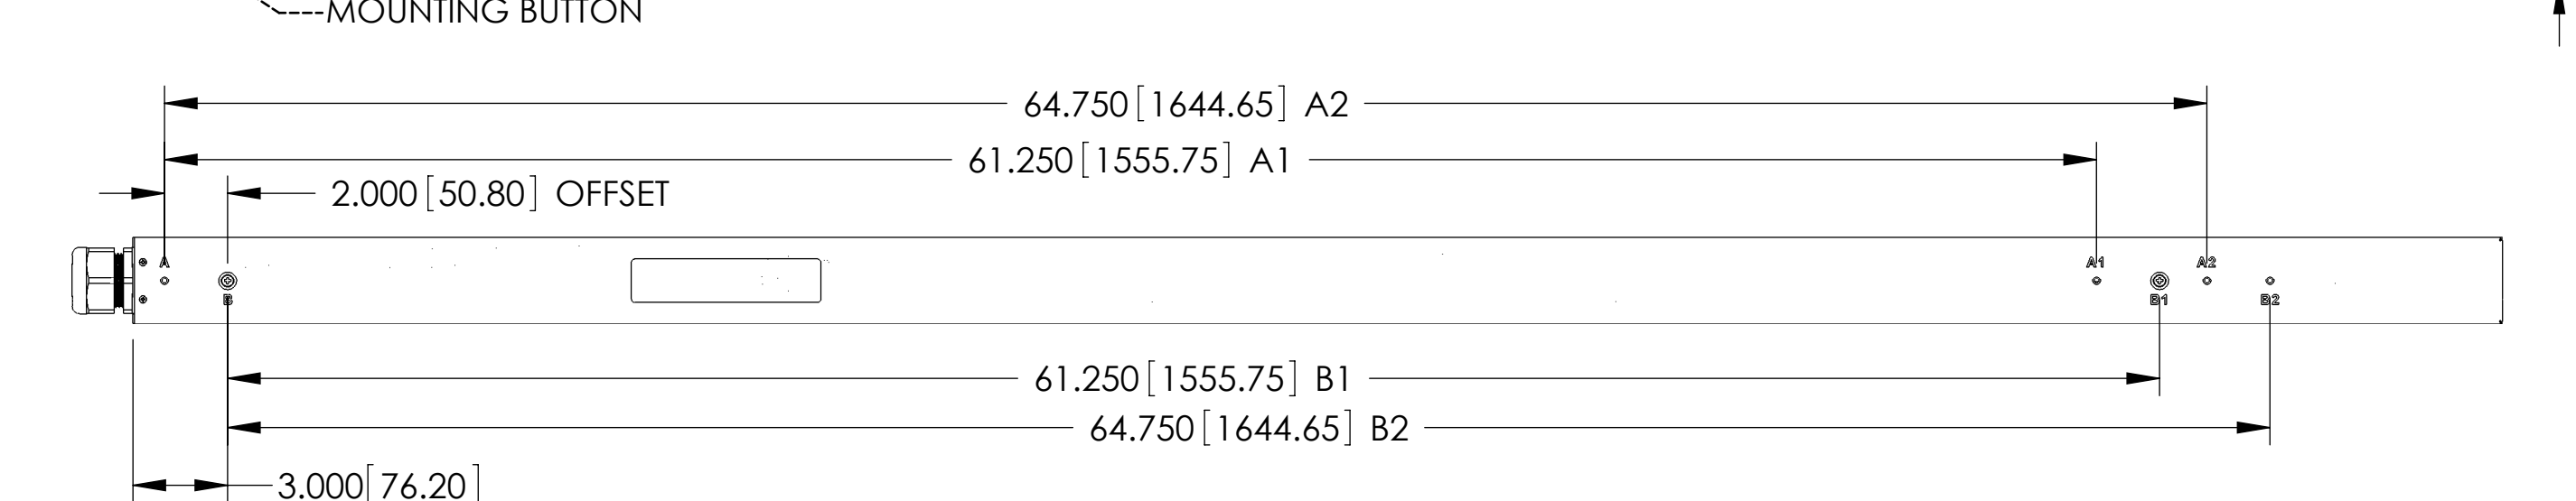 MOUNTING BUTTON
64.750[1644.65] A2
61.250[1555.75] A1
2.000[50.80] OFFSET
A
A1
A2
B
B1
B2
61.250[1555.75] B1
64.750[1644.65] B2
3.000[76.20]